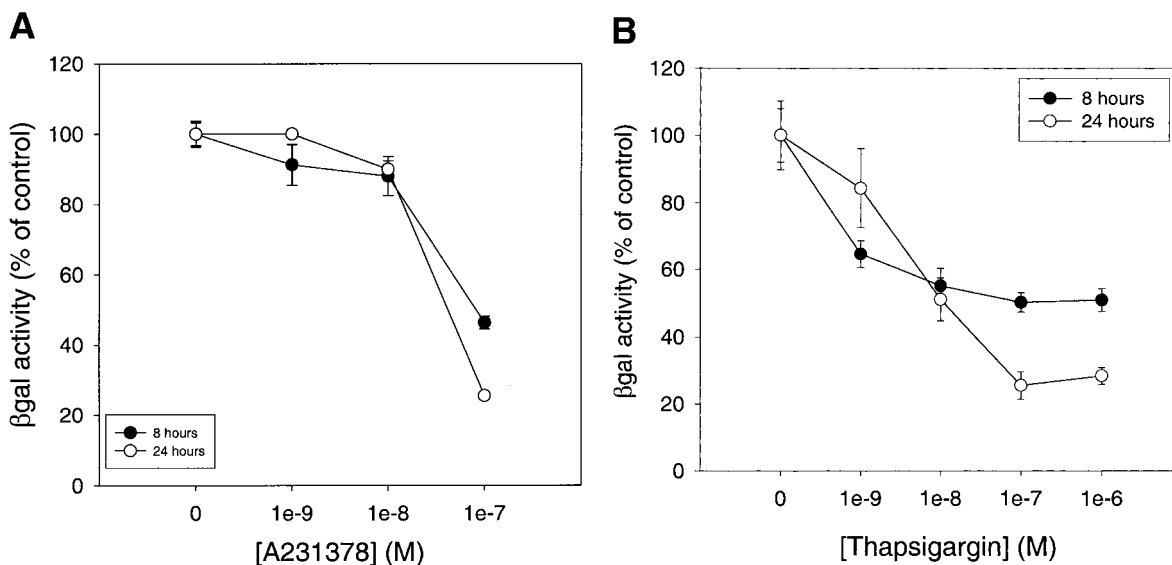 A
βgal activity (% of control)
120
100
80
60
40
20
0
8 hours
24 hours
0 1e-9 1e-8 1e-7
[A231378] (M)
B
βgal activity (% of control)
120
100
80
60
40
20
0
8 hours
24 hours
0 1e-9 1e-8 1e-7 1e-6
[Thapsigargin] (M)